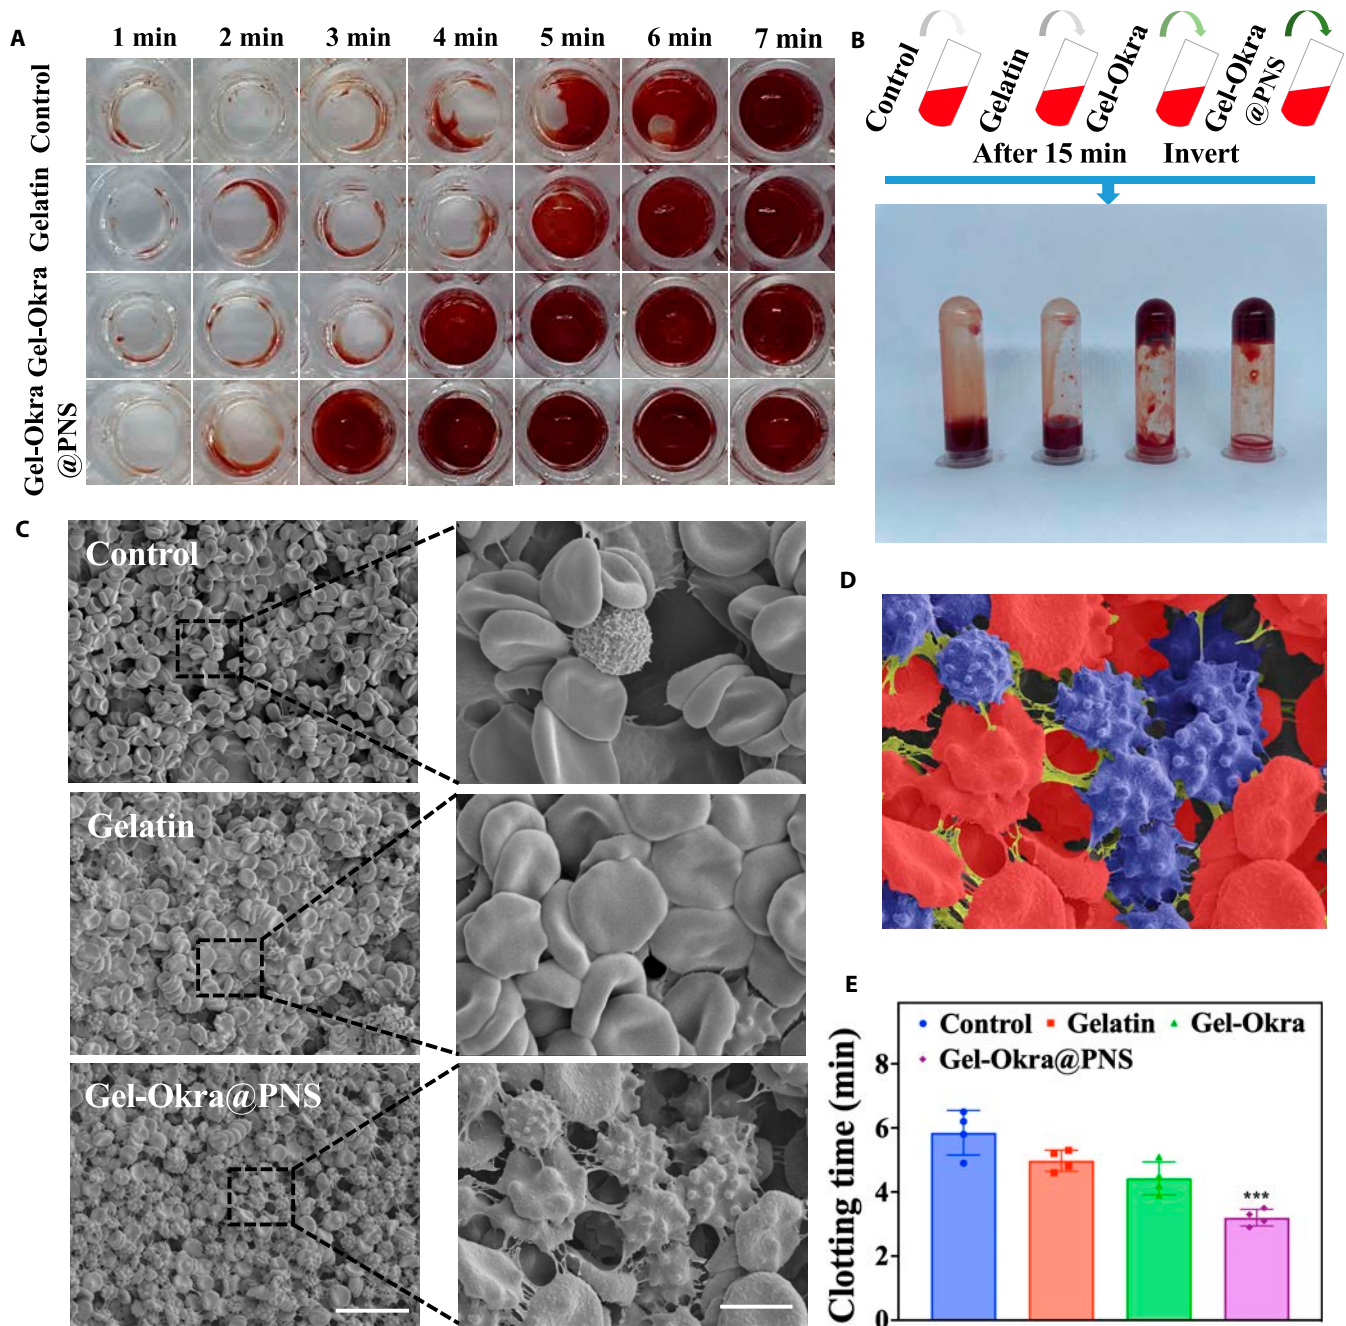 A
1 min 2 min 3 min 4 min 5 min 6 min 7 min
Control
Gelatin
Gel-Okra
Gel-Okra
@PNS
B
Control
Gelatin
Gel-Okra
Gel-Okra
@PNS
After 15 min Invert
C
Control
Gelatin
Gel-Okra@PNS
D
E
Control Gelatin Gel-Okra
Gel-Okra@PNS
Clotting time (min)
8
6
4
2
0
***